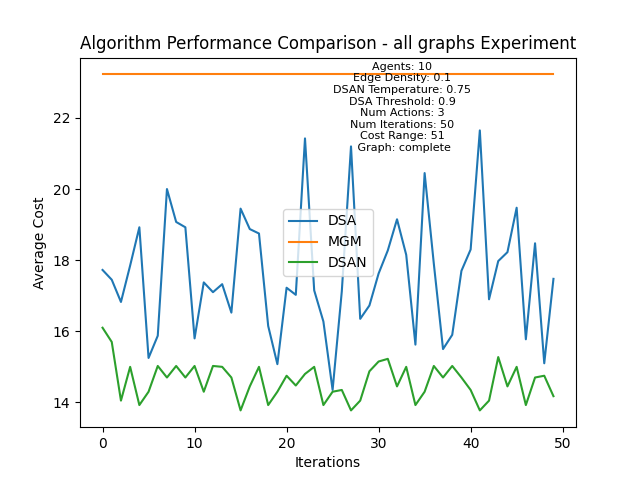 Algorithm Performance Comparison - all graphs Experiment
Agents: 10
Edge Density: 0.1
DSAN Temperature: 0.75
DSA Threshold: 0.9
Num Actions: 3
Num Iterations: 50
Cost Range: 51
Graph: complete
DSA
MGM
DSAN
Average Cost
22
20
18
16
14
0
10
20
30
40
50
Iterations